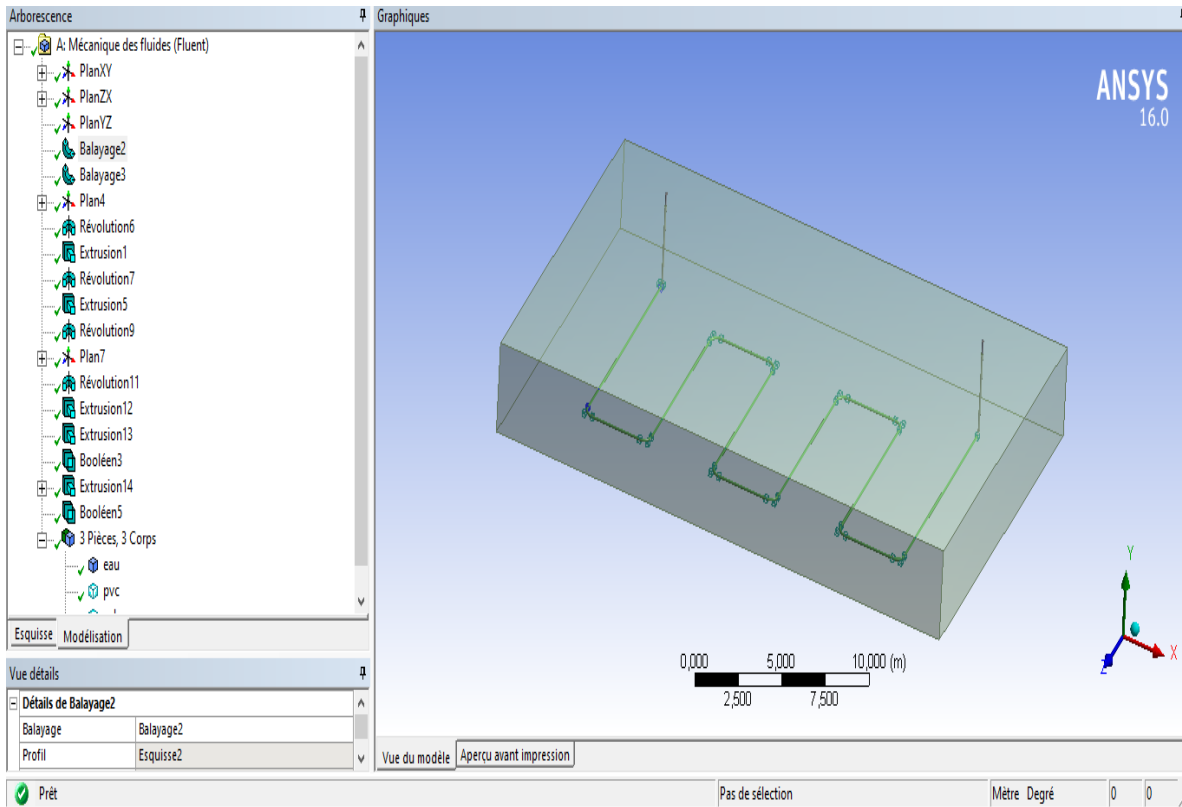 Arborescence
A: Mécanique des fluides (Fluent)
PlanXY
PlanZX
PlanYZ
Balayage2
Balayage3
Plan4
Révolution6
Extrusion1
Révolution7
Extrusion5
Révolution9
Plan7
Révolution11
Extrusion12
Extrusion13
Booléen3
Extrusion14
Booléen5
3 Pièces, 3 Corps
eau
pvc
Esquisse Modélisation
Vue détails
Détails de Balayage2
Balayage Balayage2
Profil Esquisse2
Graphiques
ANSYS
16.0
0,000 5,000 10,000 (m)
2,500 7,500
Y
X
Z
Vue du modèle Aperçu avant impression
Prêt Pas de sélection Mètre Degré 0 0